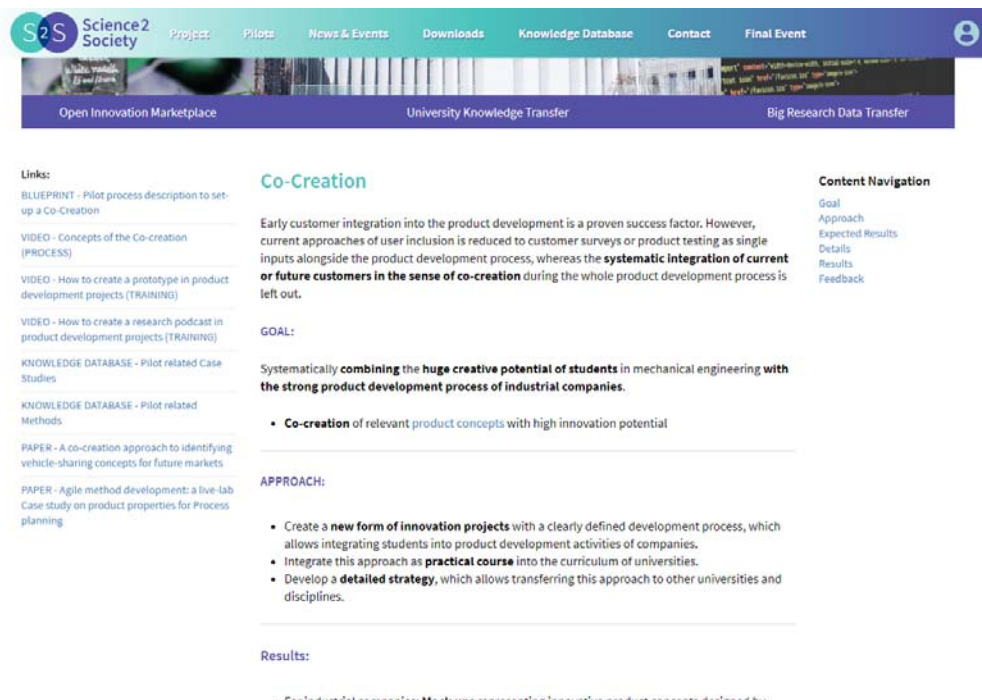 S2S Science2
Society
Project Pilots News & Events Downloads Knowledge Database Contact Final Event
Open Innovation Marketplace University Knowledge Transfer Big Research Data Transfer
Links:
BLUEPRINT - Pilot process description to set-
up a Co-Creation
VIDEO - Concepts of the Co-creation
(PROCESS)
VIDEO - How to create a prototype in product
development projects (TRAINING)
VIDEO - How to create a research podcast in
product development projects (TRAINING)
KNOWLEDGE DATABASE - Pilot related Case
Studies
KNOWLEDGE DATABASE - Pilot related
Methods
PAPER - A co-creation approach to identifying
vehicle-sharing concepts for future markets
PAPER - Agile method development: a live-lab
Case study on product properties for Process
planning
Co-Creation
Early customer integration into the product development is a proven success factor. However,
current approaches of user inclusion is reduced to customer surveys or product testing as single
inputs alongside the product development process, whereas the systematic integration of current
or future customers in the sense of co-creation during the whole product development process is
left out.
GOAL:
Systematically combining the huge creative potential of students in mechanical engineering with
the strong product development process of industrial companies.
• Co-creation of relevant product concepts with high innovation potential
APPROACH:
• Create a new form of innovation projects with a clearly defined development process, which
allows integrating students into product development activities of companies.
• Integrate this approach as practical course into the curriculum of universities.
• Develop a detailed strategy, which allows transferring this approach to other universities and
disciplines.
Results:
• For industrial companies: Mock-ups representing innovative product concepts designed by
Content Navigation
Goal
Approach
Expected Results
Details
Results
Feedback